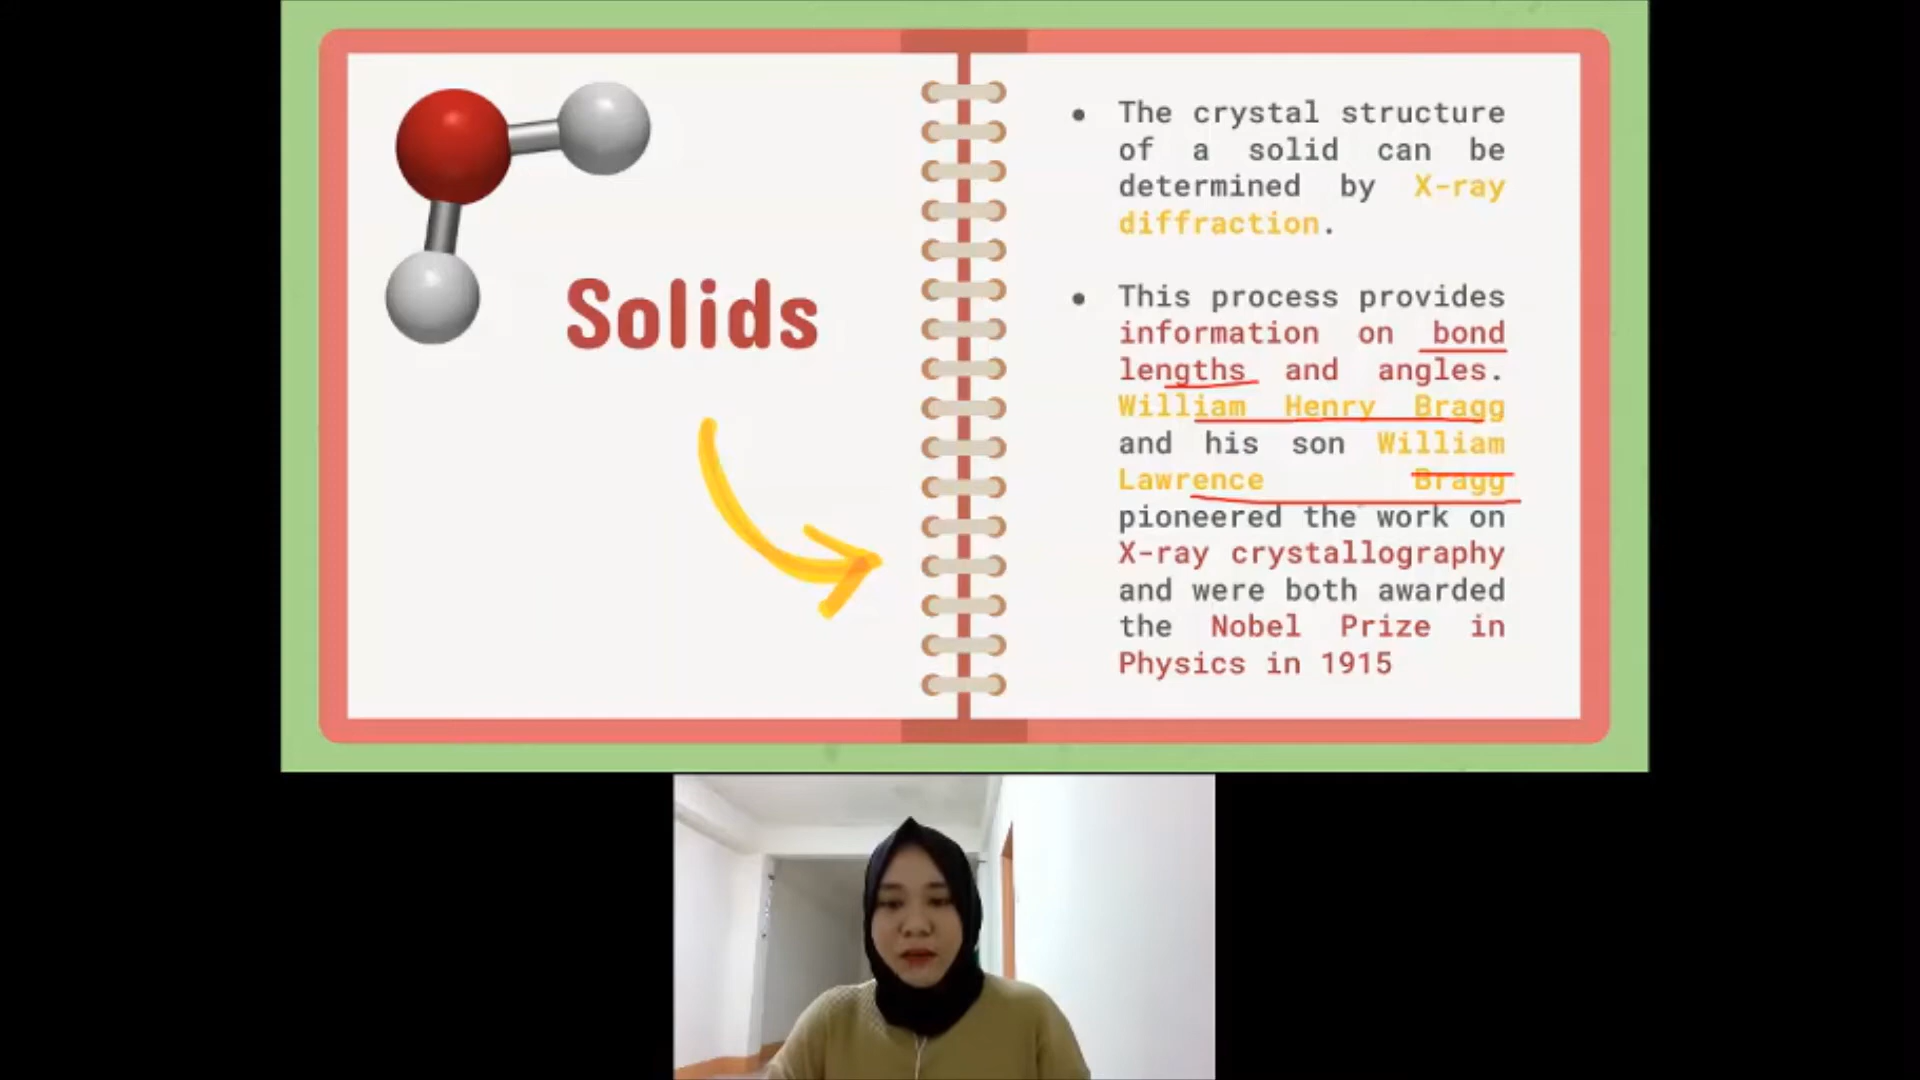 Solids
The crystal structure
of a solid can be
determined by X-ray
diffraction.
This process provides
information on bond
lengths and angles.
William Henry Bragg
and his son William
Lawrence Bragg
pioneered the work on
X-ray crystallography
and were both awarded
the Nobel Prize in
Physics in 1915